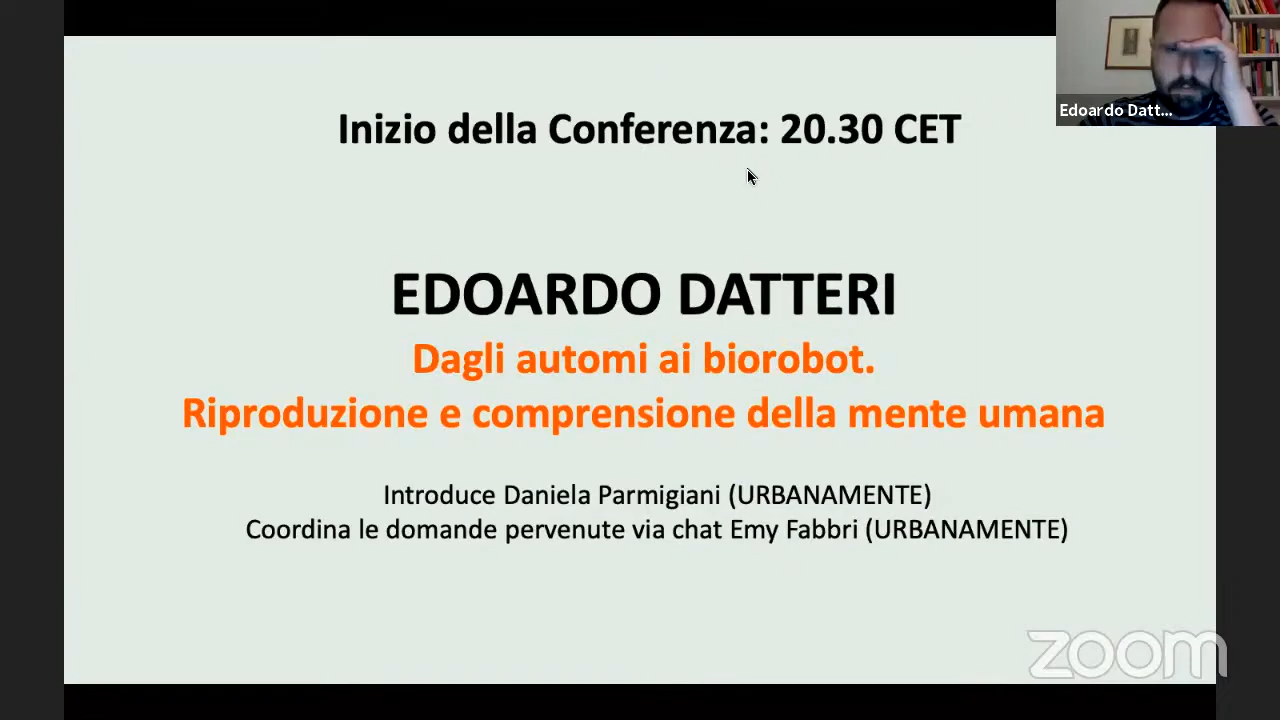 Inizio della Conferenza: 20.30 CET
Edoardo Datt...
EDOARDO DATTERI
Dagli automi ai biorobot.
Riproduzione e comprensione della mente umana
Introduce Daniela Parmigiani (URBANAMENTE)
Coordina le domande pervenute via chat Emy Fabbri (URBANAMENTE)
zoom